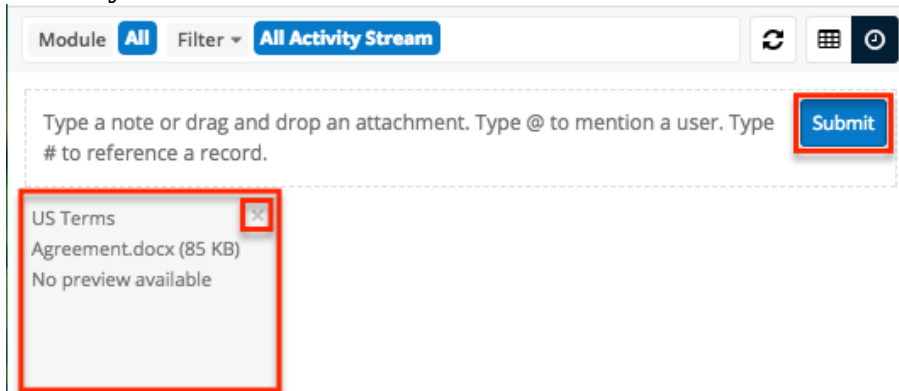 Module All Filter All Activity Stream
Type a note or drag and drop an attachment. Type @ to mention a user. Type
# to reference a record.
Submit
US Terms
Agreement.docx (85 KB)
No preview available